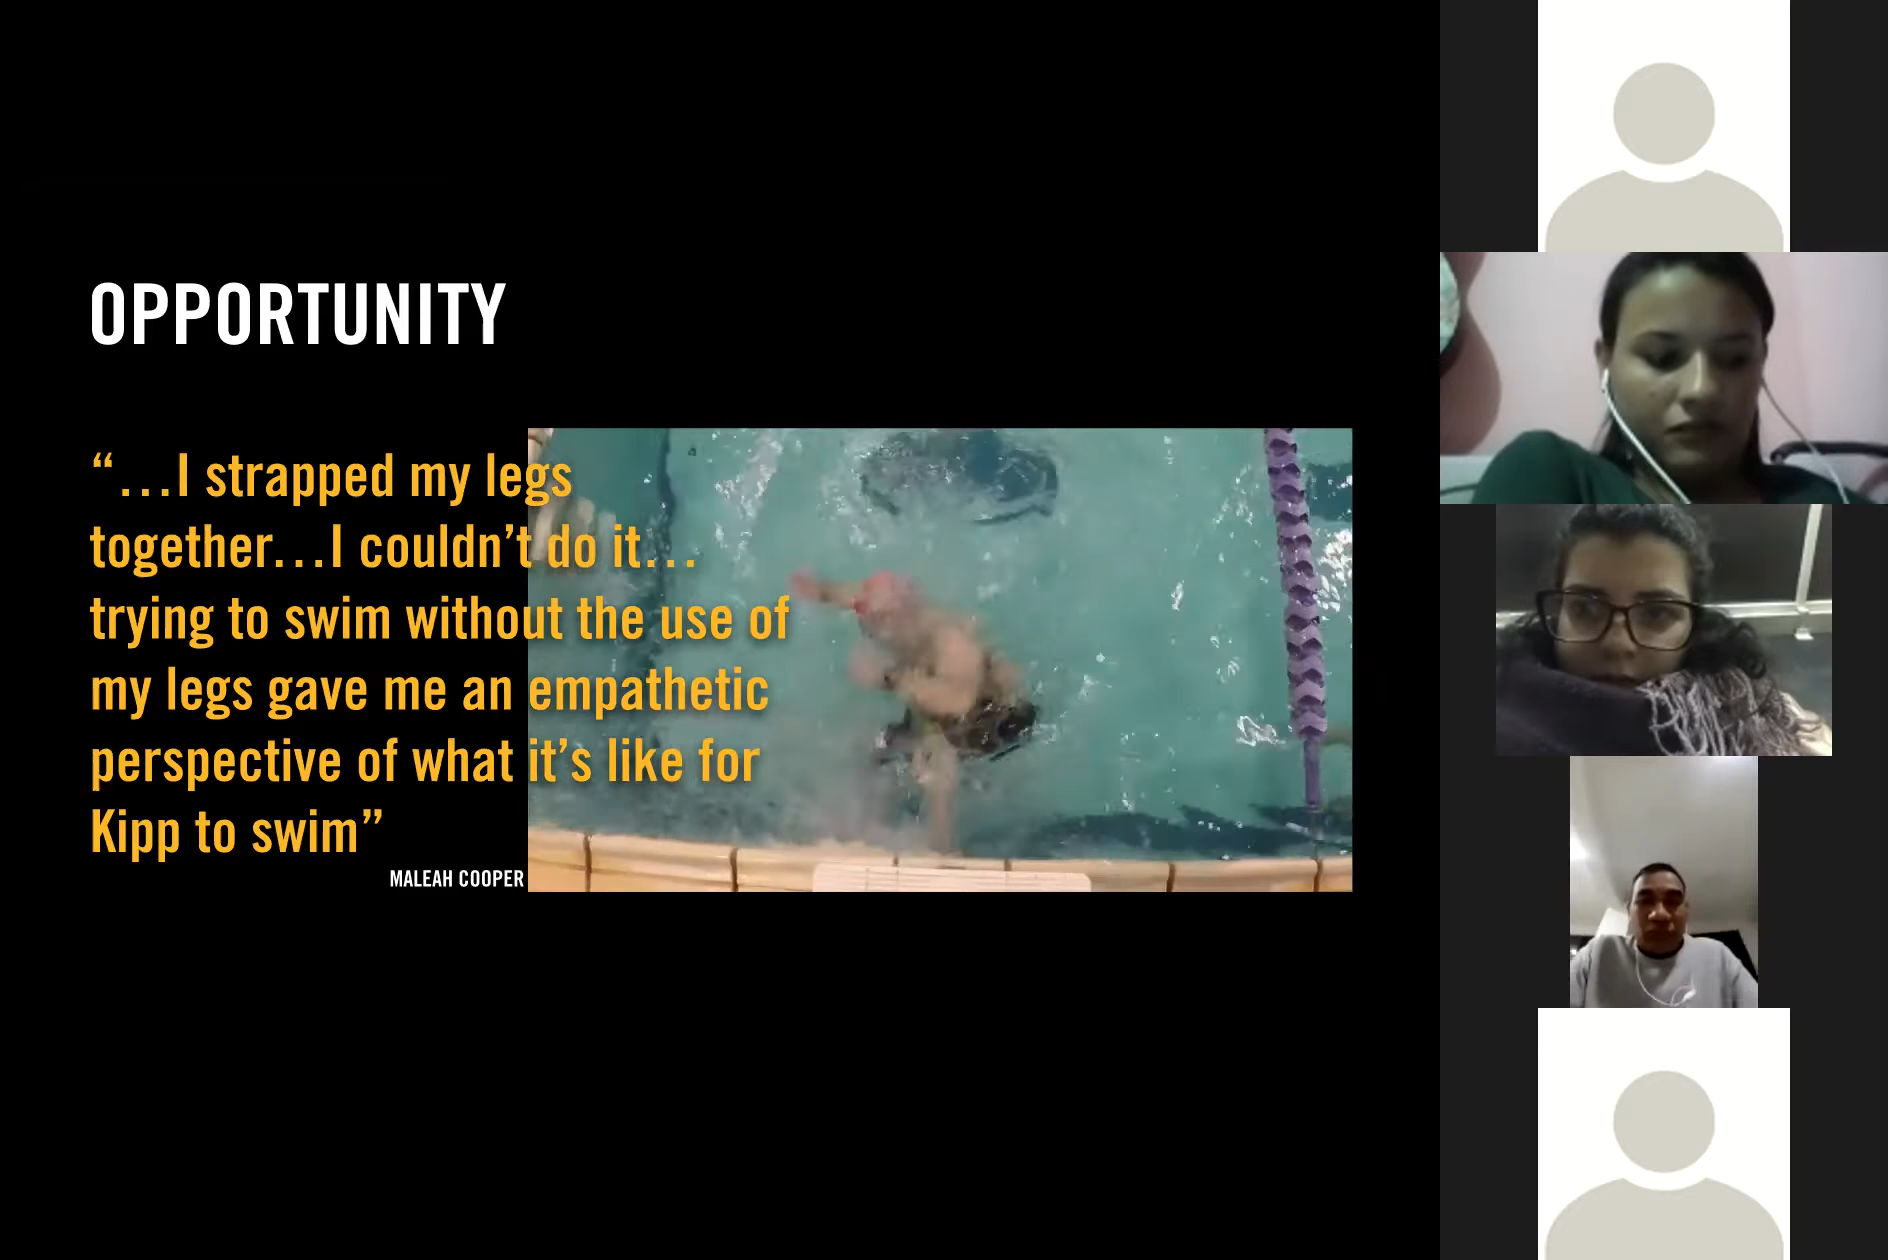 OPPORTUNITY
“…I strapped my legs
together…I couldn’t do it…
trying to swim without the use of
my legs gave me an empathetic
perspective of what it’s like for
Kipp to swim”
MALEAH COOPER